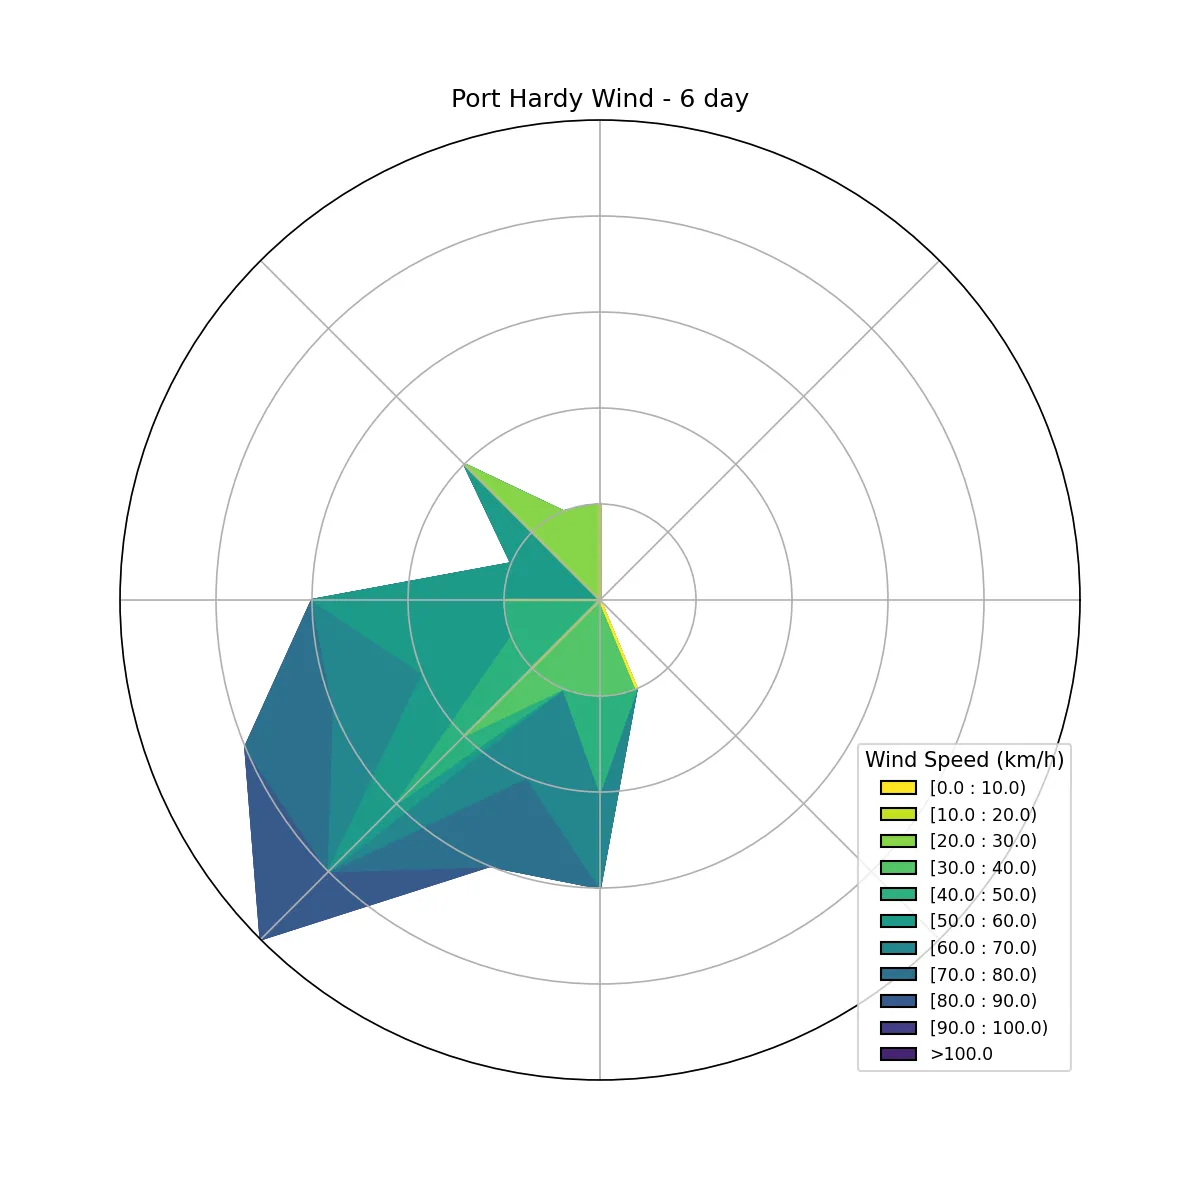 Port Hardy Wind - 6 day
Wind Speed (km/h)
[0.0 : 10.0)
[10.0 : 20.0)
[20.0 : 30.0)
[30.0 : 40.0)
[40.0 : 50.0)
[50.0 : 60.0)
[60.0 : 70.0)
[70.0 : 80.0)
[80.0 : 90.0)
[90.0 : 100.0)
>100.0